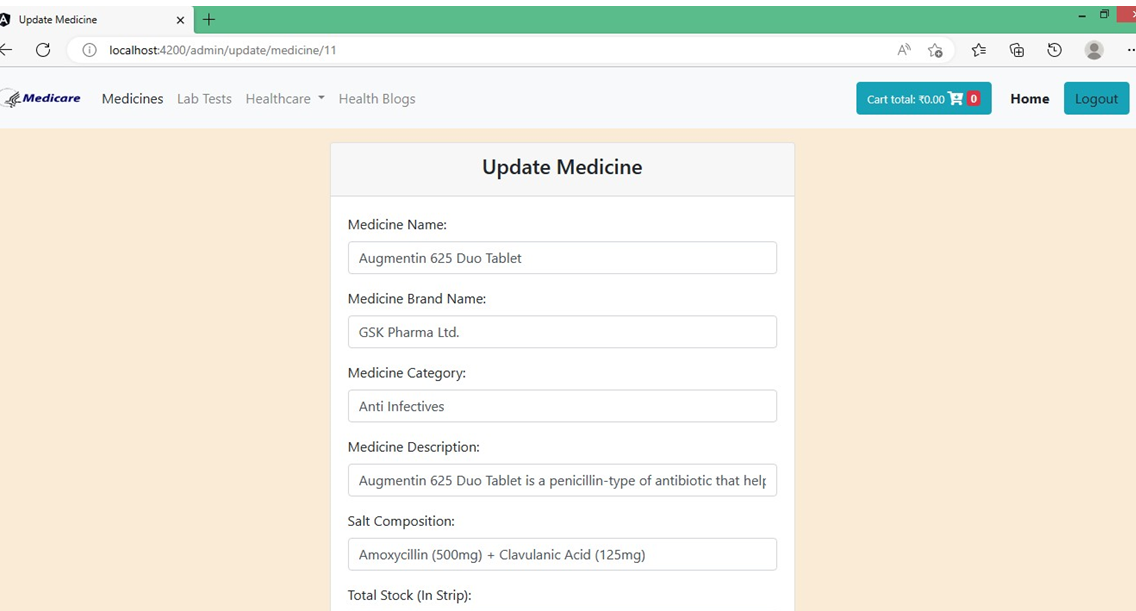 Update Medicine
localhost:4200/admin/update/medicine/11
Medicare Medicines Lab Tests Healthcare Health Blogs Cart total: ₹0.00 0 Home Logout
Update Medicine
Medicine Name:
Augmentin 625 Duo Tablet
Medicine Brand Name:
GSK Pharma Ltd.
Medicine Category:
Anti Infectives
Medicine Description:
Augmentin 625 Duo Tablet is a penicillin-type of antibiotic that help
Salt Composition:
Amoxycillin (500mg) + Clavulanic Acid (125mg)
Total Stock (In Strip):